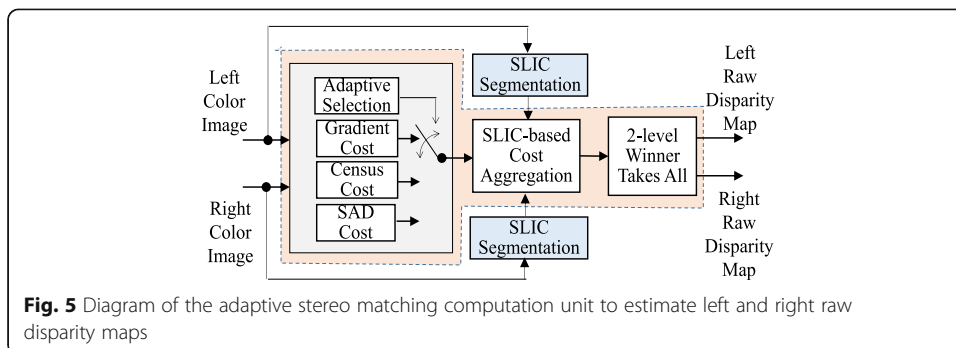 Left
Color
Image
Right
Color
Image
Adaptive
Selection
Gradient
Cost
Census
Cost
SAD
Cost
SLIC
Segmentation
SLIC-based
Cost
Aggregation
SLIC
Segmentation
2-level
Winner
Takes All
Left
Raw
Disparity
Map
Right
Raw
Disparity
Map
Fig. 5 Diagram of the adaptive stereo matching computation unit to estimate left and right raw
disparity maps